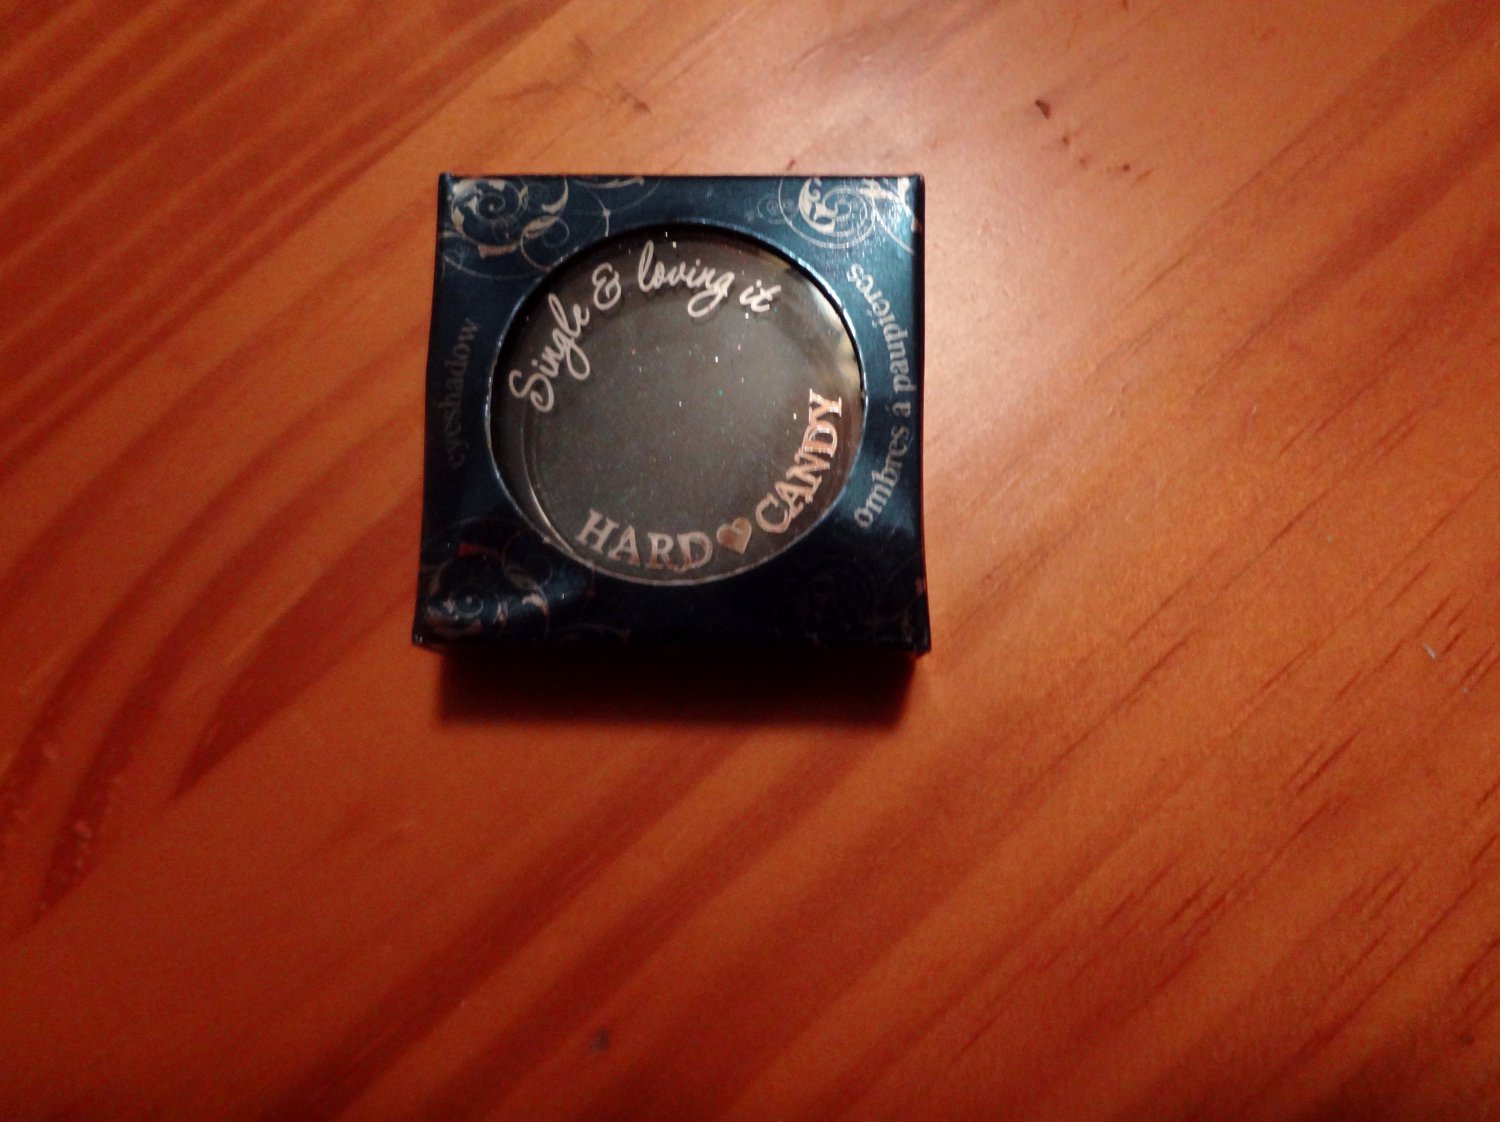 Single & loving it
HARD♥CANDY
eyeshadow
ombres à paupières